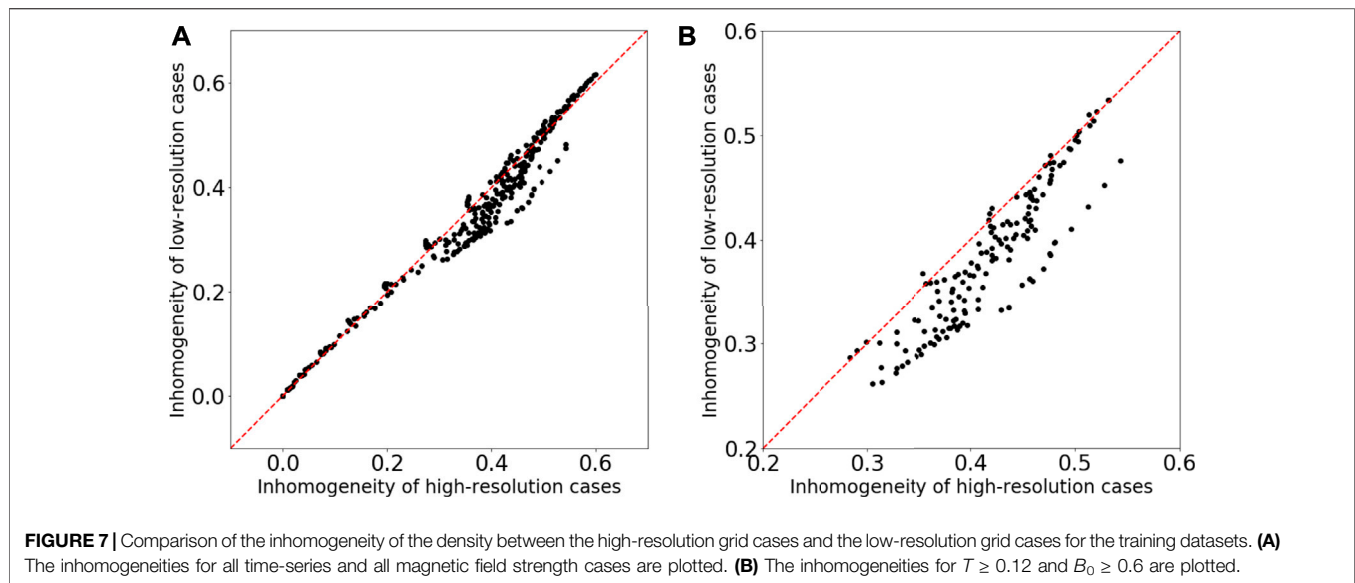 A
B
Inhomogeneity of low-resolution cases
0.6
0.4
0.2
0.0
0.0 0.2 0.4 0.6
Inhomogeneity of high-resolution cases
Inhomogeneity of low-resolution cases
0.6
0.5
0.4
0.3
0.2
0.2 0.3 0.4 0.5 0.6
Inhomogeneity of high-resolution cases
FIGURE 7 | Comparison of the inhomogeneity of the density between the high-resolution grid cases and the low-resolution grid cases for the training datasets. (A)
The inhomogeneities for all time-series and all magnetic field strength cases are plotted. (B) The inhomogeneities for T ≥ 0.12 and B₀ ≥ 0.6 are plotted.